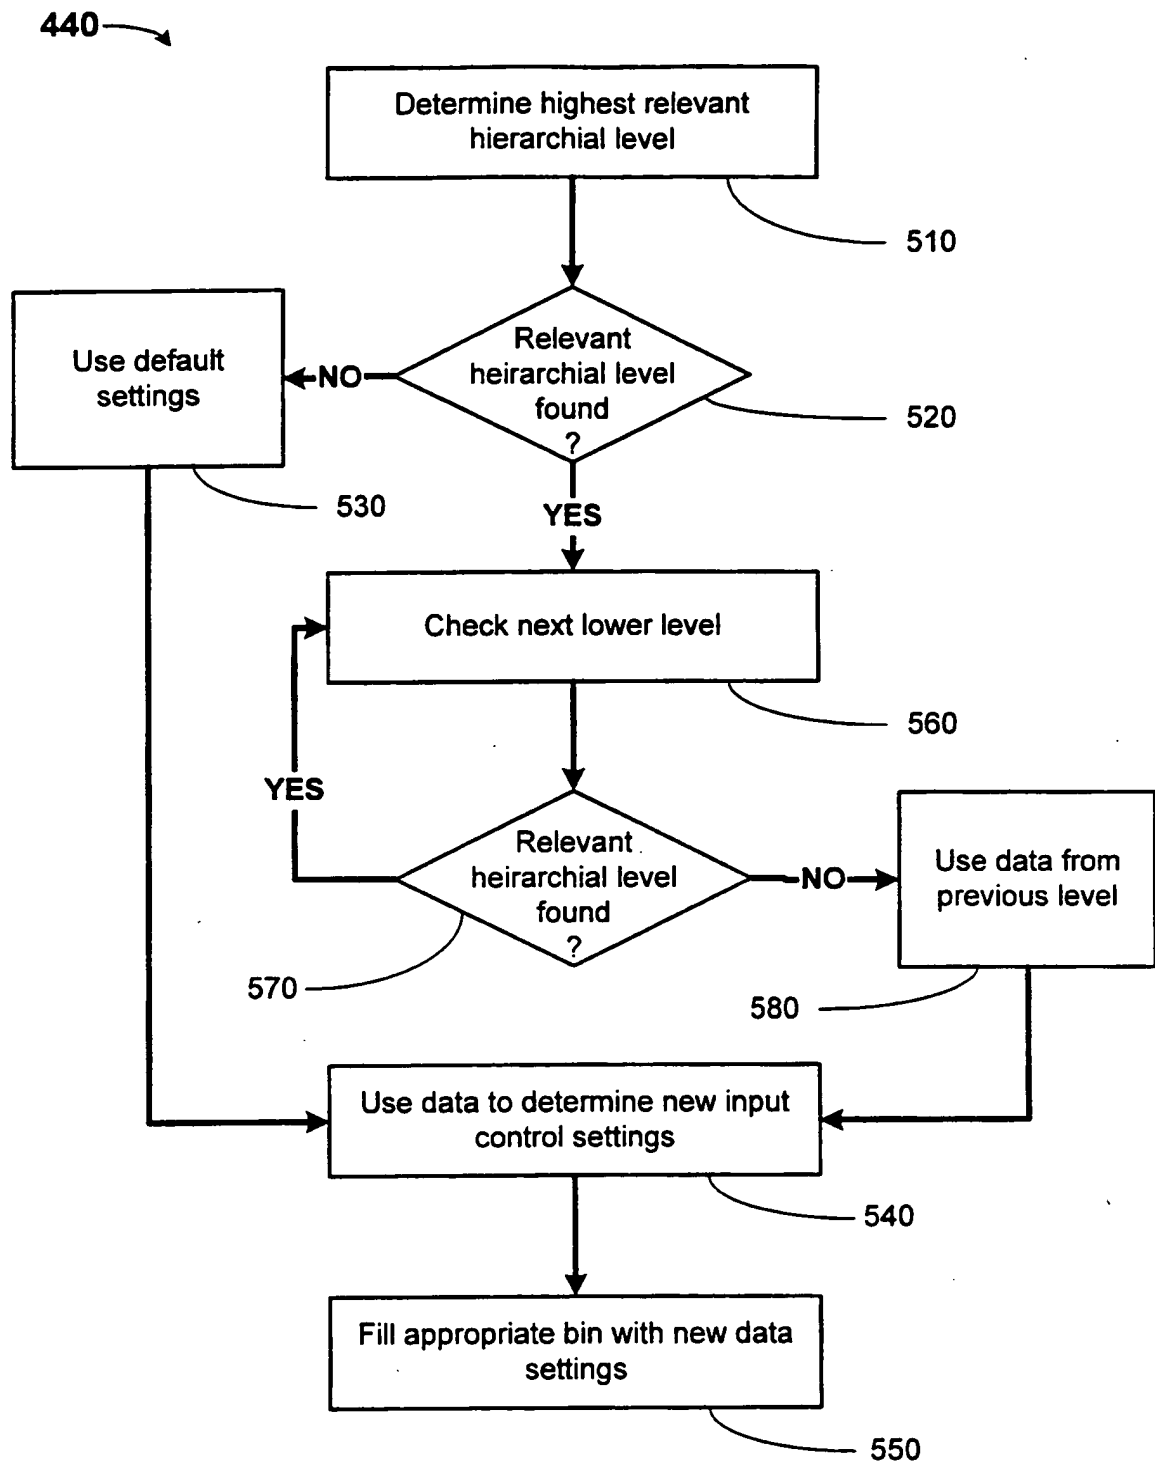 440
Determine highest relevant
hierarchial level
510
Relevant
heirarchial level
found
?
520
NO
Use default
settings
530
YES
Check next lower level
560
YES
Relevant
heirarchial level
found
?
570
NO
Use data from
previous level
580
Use data to determine new input
control settings
540
Fill appropriate bin with new data
settings
550